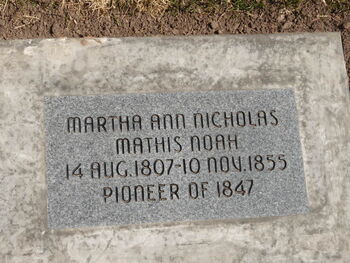 MARTHA ANN NICHOLAS
MATHIS NOAH
14 AUG.1807-10 NOV.1855
PIONEER OF 1847